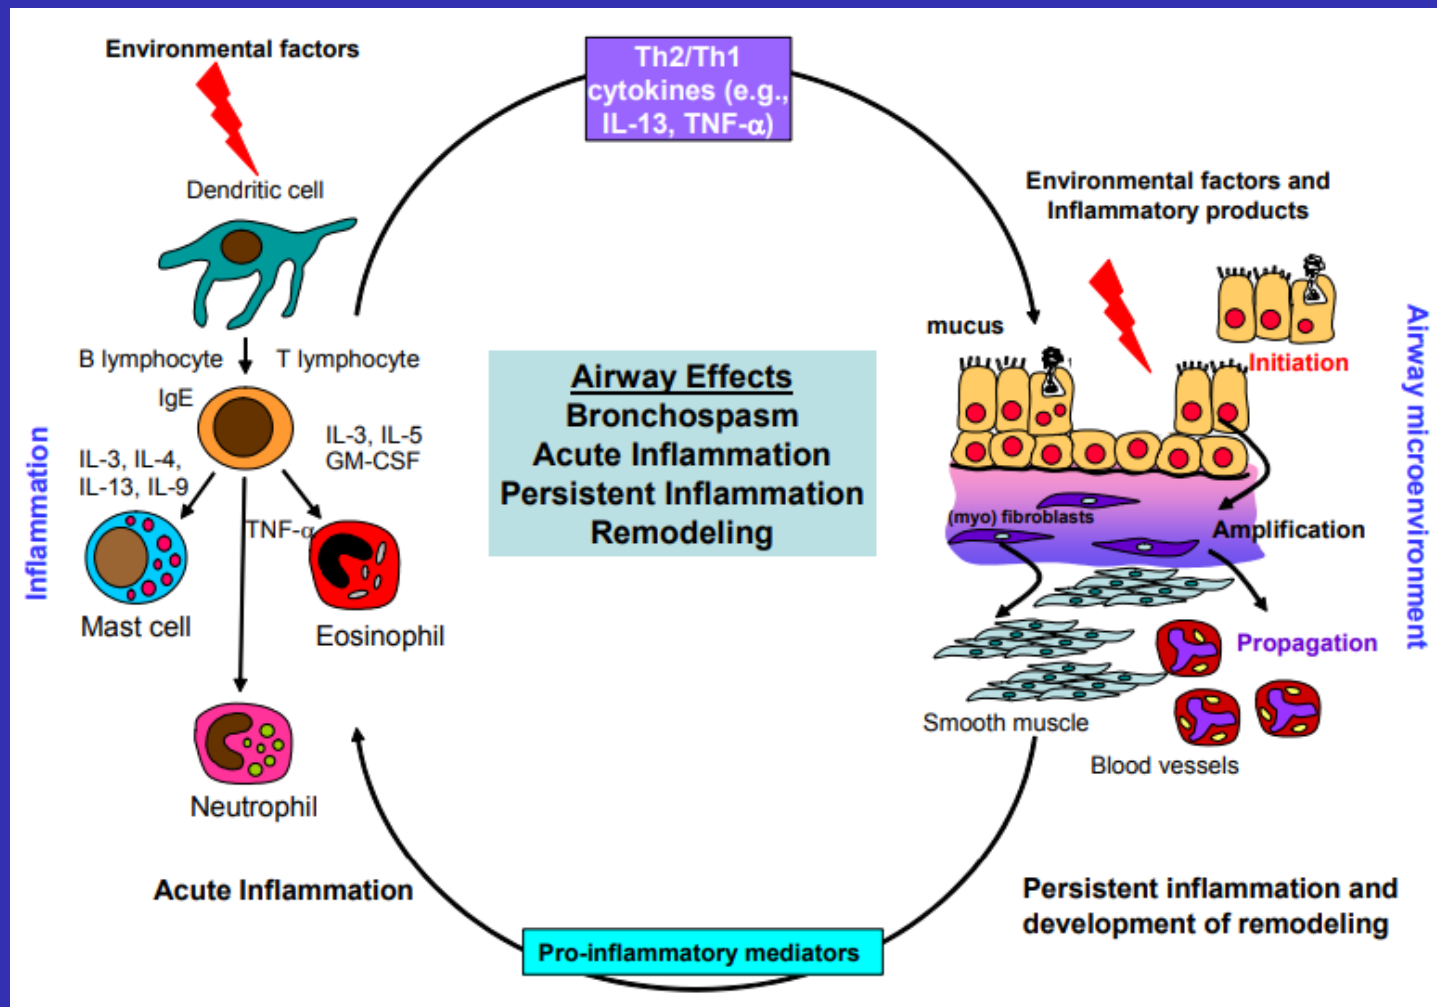 Environmental factors
Dendritic cell
B lymphocyte
T lymphocyte
IgE
IL-3, IL-4,
IL-13, IL-9
IL-3, IL-5
GM-CSF
TNF-α
Mast cell
Eosinophil
Neutrophil
Inflammation
Acute Inflammation
Th2/Th1
cytokines (e.g.,
IL-13, TNF-α)
Airway Effects
Bronchospasm
Acute Inflammation
Persistent Inflammation
Remodeling
Pro-inflammatory mediators
Environmental factors and
Inflammatory products
mucus
Initiation
(myo) fibroblasts
Amplification
Propagation
Smooth muscle
Blood vessels
Airway microenvironment
Persistent inflammation and
development of remodeling